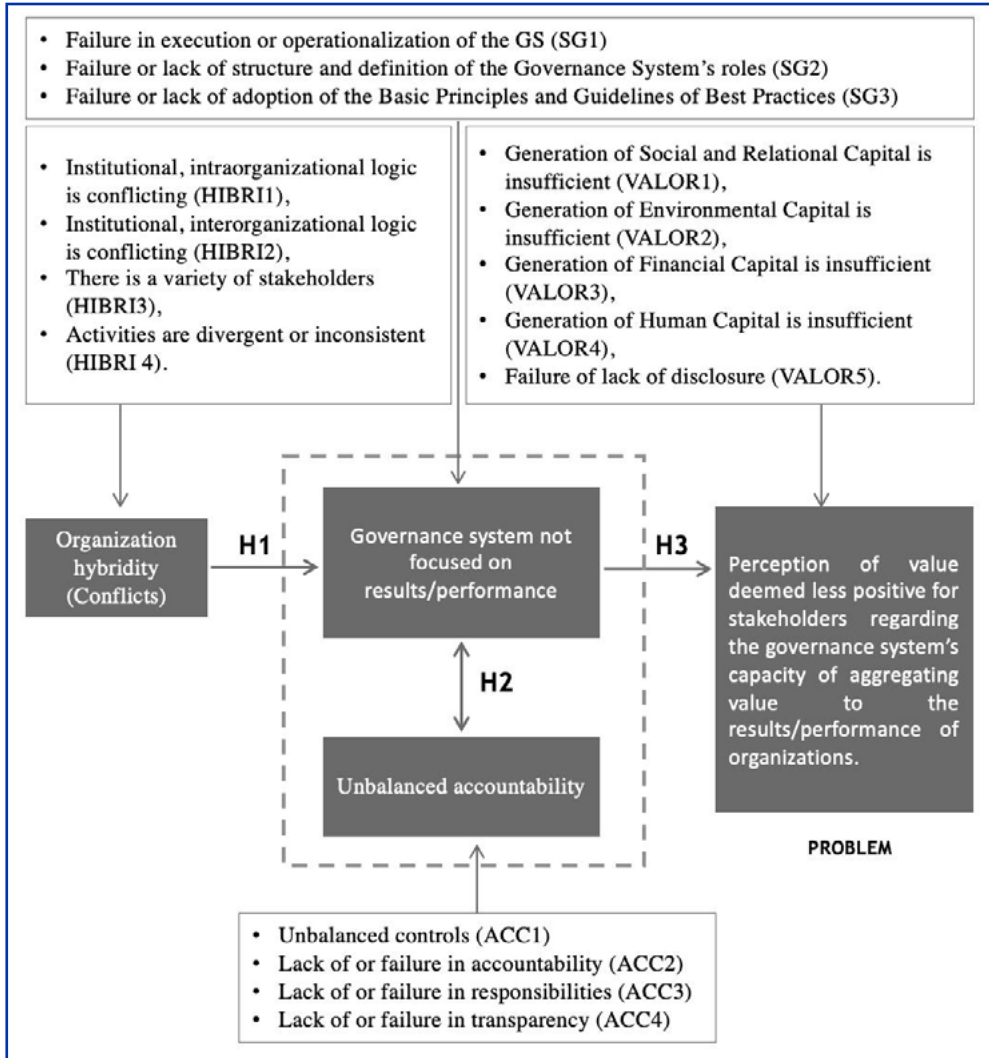 • Failure in execution or operationalization of the GS (SG1)
• Failure or lack of structure and definition of the Governance System's roles (SG2)
• Failure or lack of adoption of the Basic Principles and Guidelines of Best Practices (SG3)
• Institutional, intraorganizational logic
is conflicting (HIBRI1),
• Institutional, interorganizational logic
is conflicting (HIBRI2),
• There is a variety of stakeholders
(HIBRI3),
• Activities are divergent or inconsistent
(HIBRI 4).
• Generation of Social and Relational Capital is
insufficient (VALOR1),
• Generation of Environmental Capital is
insufficient (VALOR2),
• Generation of Financial Capital is insufficient
(VALOR3),
• Generation of Human Capital is insufficient
(VALOR4),
• Failure of lack of disclosure (VALOR5).
Organization
hybridity
(Conflicts)
H1
Governance system not
focused on
results/performance
H3
Perception of value
deemed less positive for
stakeholders regarding
the governance system's
capacity of aggregating
value to the
results/performance of
organizations.
H2
Unbalanced accountability
PROBLEM
• Unbalanced controls (ACC1)
• Lack of or failure in accountability (ACC2)
• Lack of or failure in responsibilities (ACC3)
• Lack of or failure in transparency (ACC4)